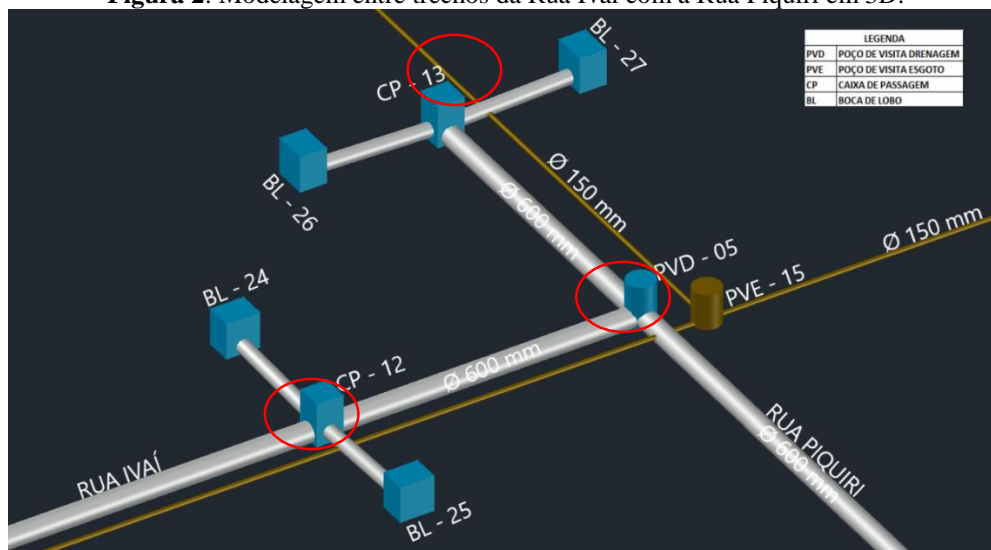 Figura 2. Modelagem entre trechos da Rua Ivaí com a Rua Piquiri em 3D.
LEGENDA
PVD POÇO DE VISITA DRENAGEM
PVE POÇO DE VISITA ESGOTO
CP CAIXA DE PASSAGEM
BL BOCA DE LOBO
BL - 27
CP - 13
BL - 26
Ø 150 mm
Ø 600 mm
Ø 150 mm
PVD - 05
PVE - 15
BL - 24
CP - 12
Ø 600 mm
RUA IVAÍ
BL - 25
RUA PIQUIRI
Ø 600 mm